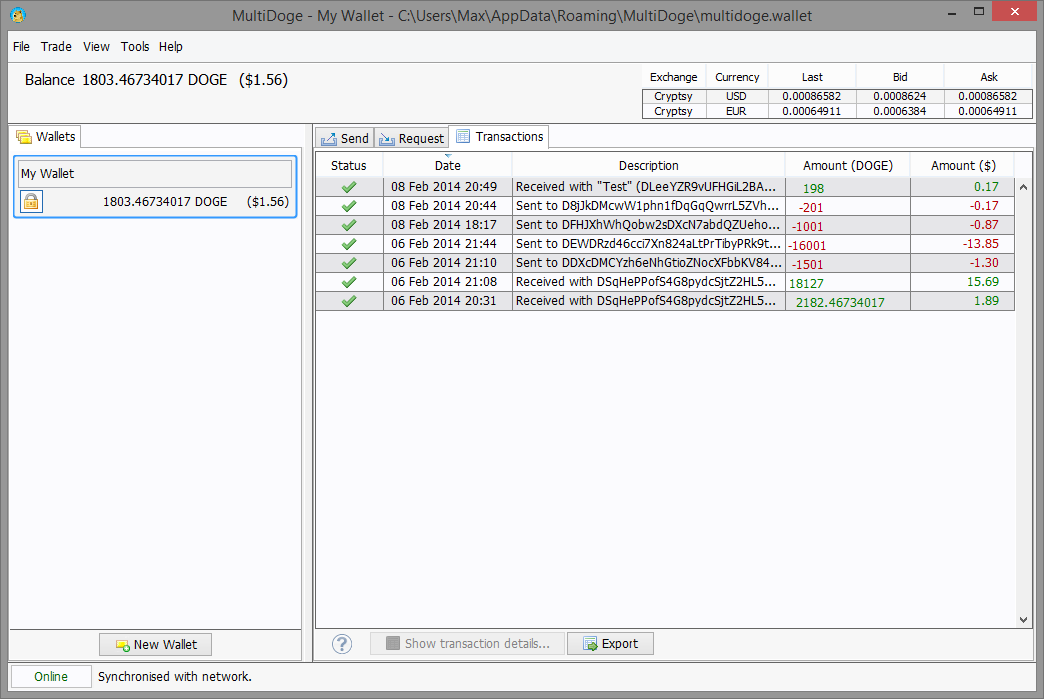 MultiDoge - My Wallet - C:\Users\Max\AppData\Roaming\MultiDoge\multidoge.wallet
File Trade View Tools Help
Balance 1803.46734017 DOGE ($1.56)
Exchange Currency Last Bid Ask
Cryptsy USD 0.00086582 0.0008624 0.00086582
Cryptsy EUR 0.00064911 0.0006384 0.00064911
Wallets
My Wallet
1803.46734017 DOGE ($1.56)
New Wallet
Send Request Transactions
Status Date Description Amount (DOGE) Amount ($)
08 Feb 2014 20:49 Received with "Test" (DLeeYZR9vUFHGiL2BA... 198 0.17
08 Feb 2014 20:44 Sent to D8jJkDMcwW1phn1fDqGqQwrrL5ZVh... -201 -0.17
08 Feb 2014 18:17 Sent to DFHJXhWhQobw2sDXcN7abdQZUeho... -1001 -0.87
06 Feb 2014 21:44 Sent to DEWDRzd46cci7Xn824aLtPrTibyPRk9t... -16001 -13.85
06 Feb 2014 21:10 Sent to DDXcDMCYzh6eNhGtioZNocXFbbKV84... -1501 -1.30
06 Feb 2014 21:08 Received with DSqHePPofS4G8pydcSjtZ2HL5... 18127 15.69
06 Feb 2014 20:31 Received with DSqHePPofS4G8pydcSjtZ2HL5... 2182.46734017 1.89
? Show transaction details... Export
Online Synchronised with network.